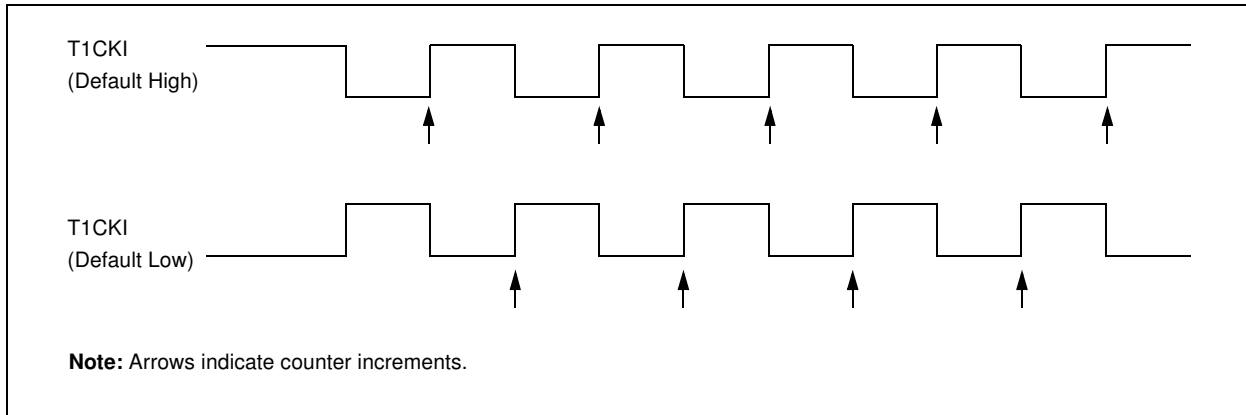 T1CKI
(Default High)
T1CKI
(Default Low)
Note: Arrows indicate counter increments.